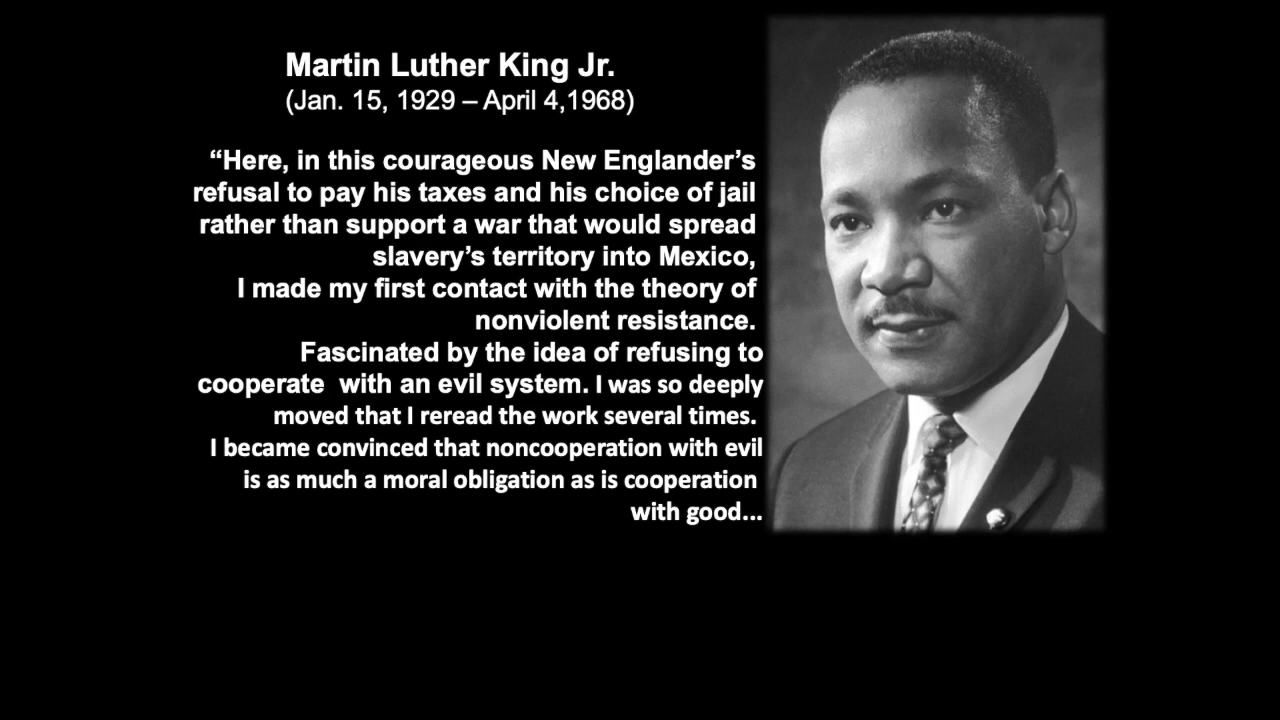 Martin Luther King Jr.
(Jan. 15, 1929 – April 4,1968)
“Here, in this courageous New Englander’s
refusal to pay his taxes and his choice of jail
rather than support a war that would spread
slavery’s territory into Mexico,
I made my first contact with the theory of
nonviolent resistance.
Fascinated by the idea of refusing to
cooperate  with an evil system. I was so deeply
moved that I reread the work several times.
I became convinced that noncooperation with evil
is as much a moral obligation as is cooperation
with good...